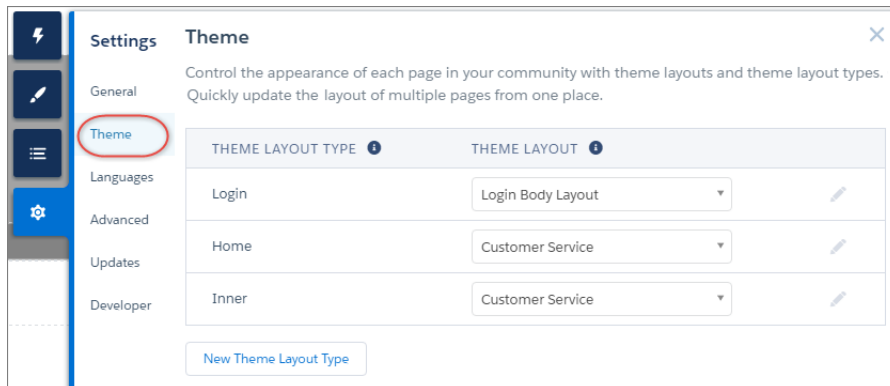 Settings
General
Theme
Languages
Advanced
Updates
Developer
Theme
Control the appearance of each page in your community with theme layouts and theme layout types.
Quickly update the layout of multiple pages from one place.
THEME LAYOUT TYPE THEME LAYOUT
Login Login Body Layout
Home Customer Service
Inner Customer Service
New Theme Layout Type